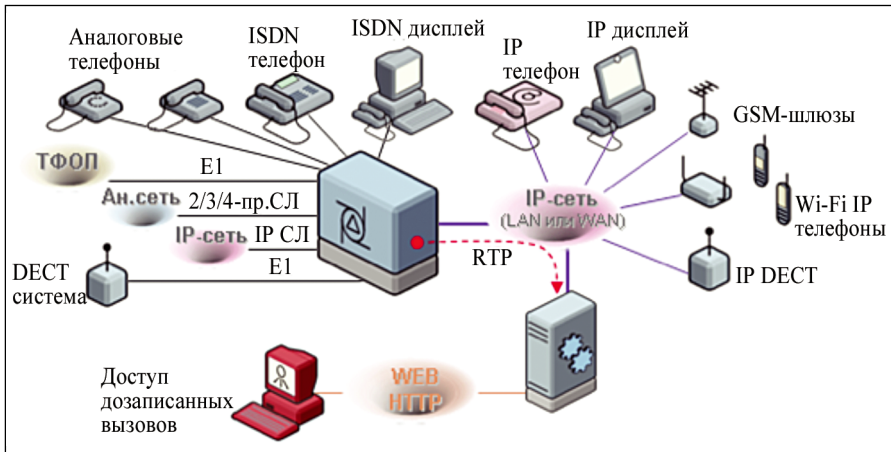 Аналоговые
телефоны
ISDN
телефон
ISDN дисплей
IP
телефон
IP дисплей
GSM-шлюзы
ТФОП
E1
Ан.сеть
2/3/4-пр.СЛ
IP-сеть
IP СЛ
E1
DECT
система
IP-сеть
(LAN или WAN)
RTP
Wi-Fi IP
телефоны
IP DECT
Доступ
дозаписанных
вызовов
WEB
HTTP